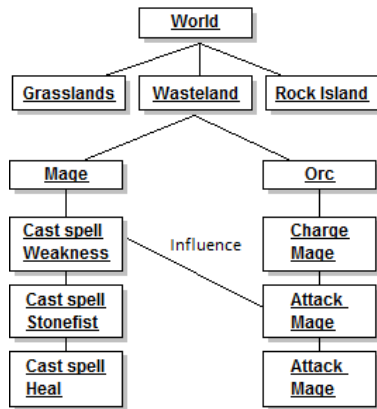 World
Grasslands
Wasteland
Rock Island
Mage
Orc
Cast spell
Weakness
Influence
Charge
Mage
Cast spell
Stonefist
Attack
Mage
Cast spell
Heal
Attack
Mage